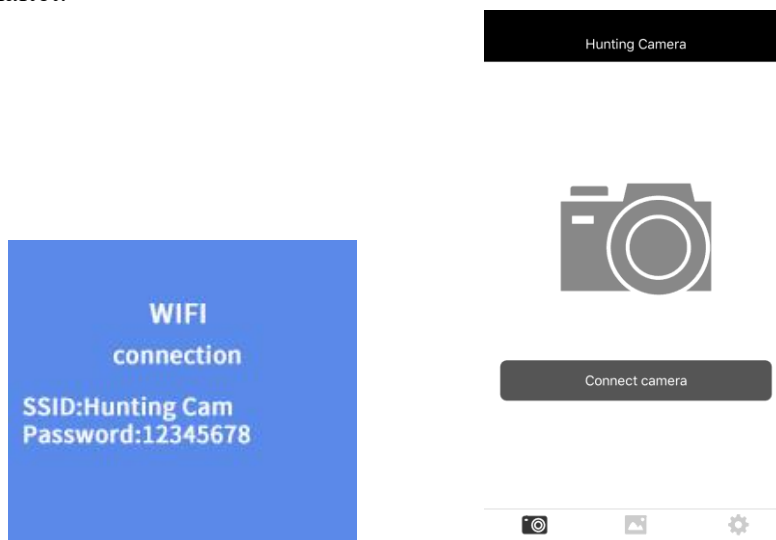 Hunting Camera
WIFI
connection
SSID:Hunting Cam
Password:12345678
Connect camera